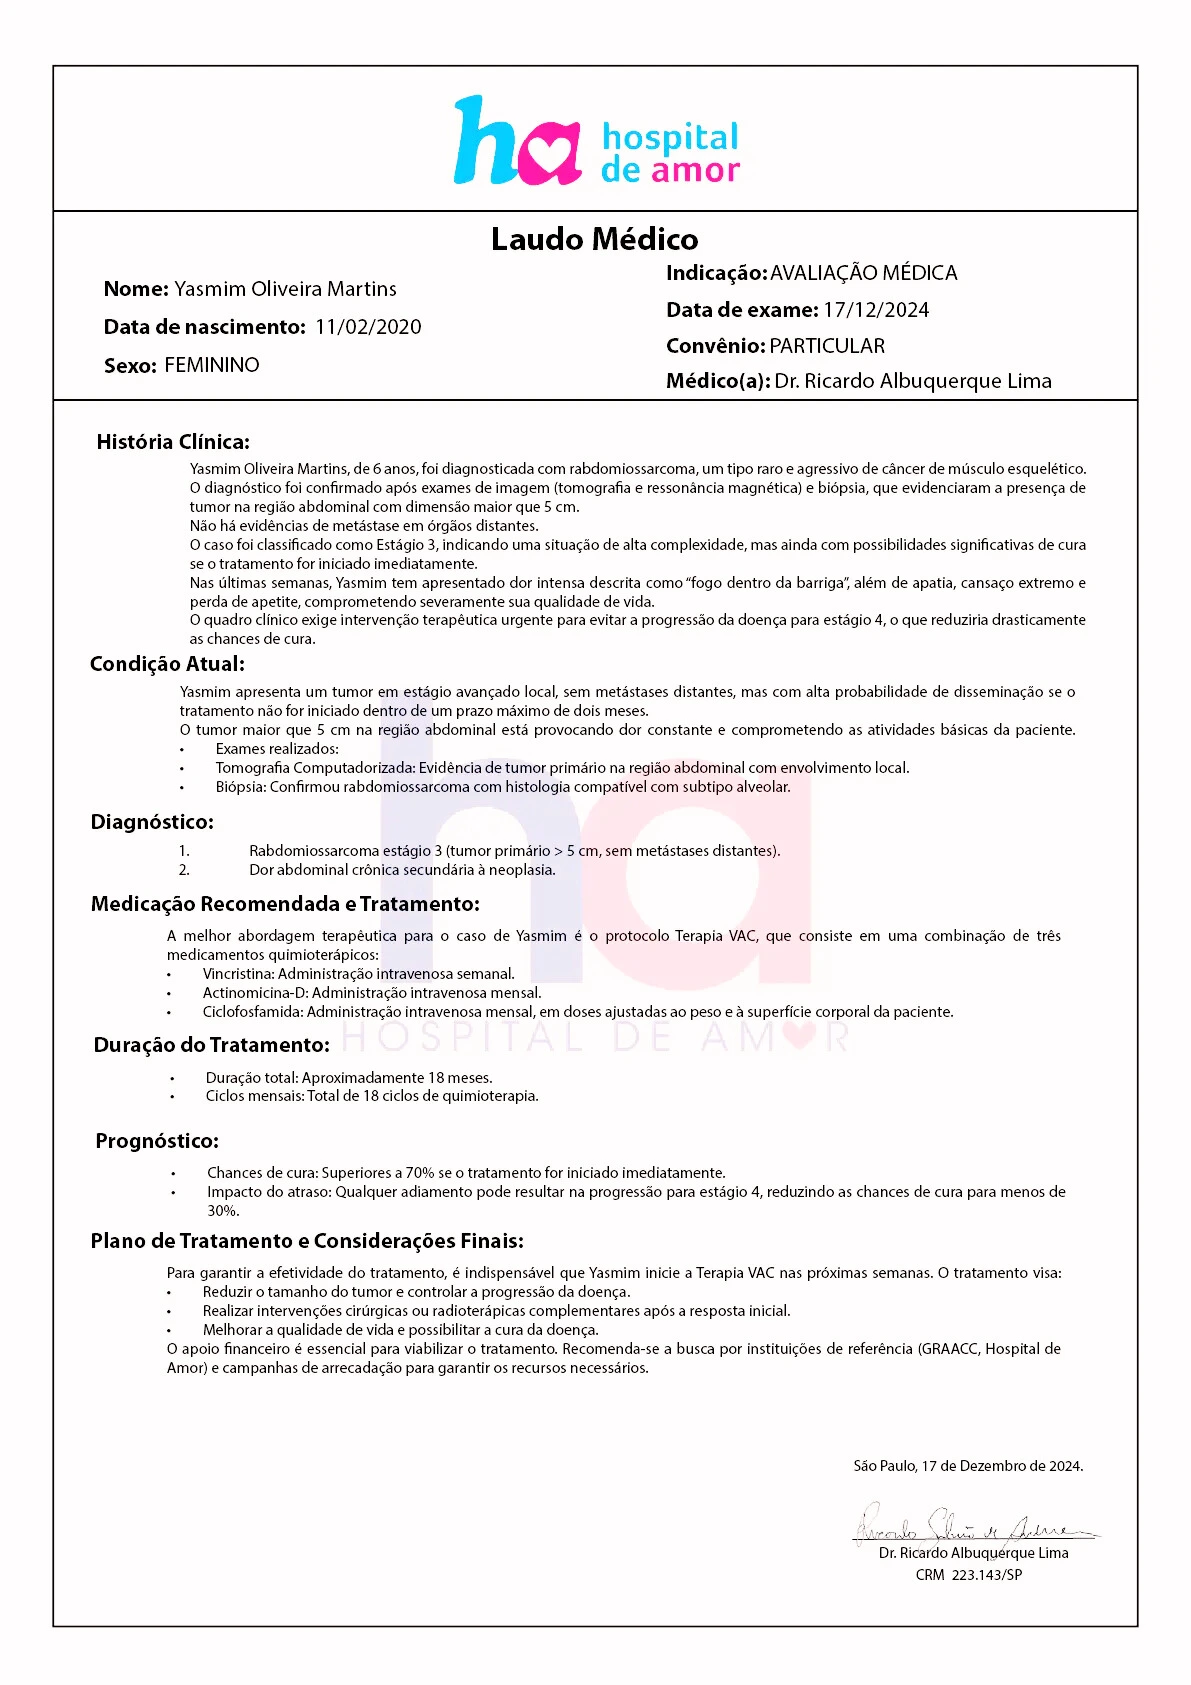 ha hospital
de amor
Laudo Médico
Nome: Yasmim Oliveira Martins
Data de nascimento: 11/02/2020
Sexo: FEMININO
Indicação: AVALIAÇÃO MÉDICA
Data de exame: 17/12/2024
Convênio: PARTICULAR
Médico(a): Dr. Ricardo Albuquerque Lima
História Clínica:
Yasmim Oliveira Martins, de 6 anos, foi diagnosticada com rabdomiossarcoma, um tipo raro e agressivo de câncer de músculo esquelético.
O diagnóstico foi confirmado após exames de imagem (tomografia e ressonância magnética) e biópsia, que evidenciaram a presença de
tumor na região abdominal com dimensão maior que 5 cm.
Não há evidências de metástase em órgãos distantes.
O caso foi classificado como Estágio 3, indicando uma situação de alta complexidade, mas ainda com possibilidades significativas de cura
se o tratamento for iniciado imediatamente.
Nas últimas semanas, Yasmim tem apresentado dor intensa descrita como “fogo dentro da barriga”, além de apatia, cansaço extremo e
perda de apetite, comprometendo severamente sua qualidade de vida.
O quadro clínico exige intervenção terapêutica urgente para evitar a progressão da doença para estágio 4, o que reduziria drasticamente
as chances de cura.
Condição Atual:
Yasmim apresenta um tumor em estágio avançado local, sem metástases distantes, mas com alta probabilidade de disseminação se o
tratamento não for iniciado dentro de um prazo máximo de dois meses.
O tumor maior que 5 cm na região abdominal está provocando dor constante e comprometendo as atividades básicas da paciente.
• Exames realizados:
• Tomografia Computadorizada: Evidência de tumor primário na região abdominal com envolvimento local.
• Biópsia: Confirmou rabdomiossarcoma com histologia compatível com subtipo alveolar.
Diagnóstico:
1. Rabdomiossarcoma estágio 3 (tumor primário > 5 cm, sem metástases distantes).
2. Dor abdominal crônica secundária à neoplasia.
Medicação Recomendada e Tratamento:
A melhor abordagem terapêutica para o caso de Yasmim é o protocolo Terapia VAC, que consiste em uma combinação de três
medicamentos quimioterápicos:
• Vincristina: Administração intravenosa semanal.
• Actinomicina-D: Administração intravenosa mensal.
• Ciclofosfamida: Administração intravenosa mensal, em doses ajustadas ao peso e à superfície corporal da paciente.
ha
HOSPITAL DE AMOR
Duração do Tratamento:
• Duração total: Aproximadamente 18 meses.
• Ciclos mensais: Total de 18 ciclos de quimioterapia.
Prognóstico:
• Chances de cura: Superiores a 70% se o tratamento for iniciado imediatamente.
• Impacto do atraso: Qualquer adiamento pode resultar na progressão para estágio 4, reduzindo as chances de cura para menos de
30%.
Plano de Tratamento e Considerações Finais:
Para garantir a efetividade do tratamento, é indispensável que Yasmim inicie a Terapia VAC nas próximas semanas. O tratamento visa:
• Reduzir o tamanho do tumor e controlar a progressão da doença.
• Realizar intervenções cirúrgicas ou radioterápicas complementares após a resposta inicial.
• Melhorar a qualidade de vida e possibilitar a cura da doença.
O apoio financeiro é essencial para viabilizar o tratamento. Recomenda-se a busca por instituições de referência (GRAACC, Hospital de
Amor) e campanhas de arrecadação para garantir os recursos necessários.
São Paulo, 17 de Dezembro de 2024.
Dr. Ricardo Albuquerque Lima
CRM 223.143/SP